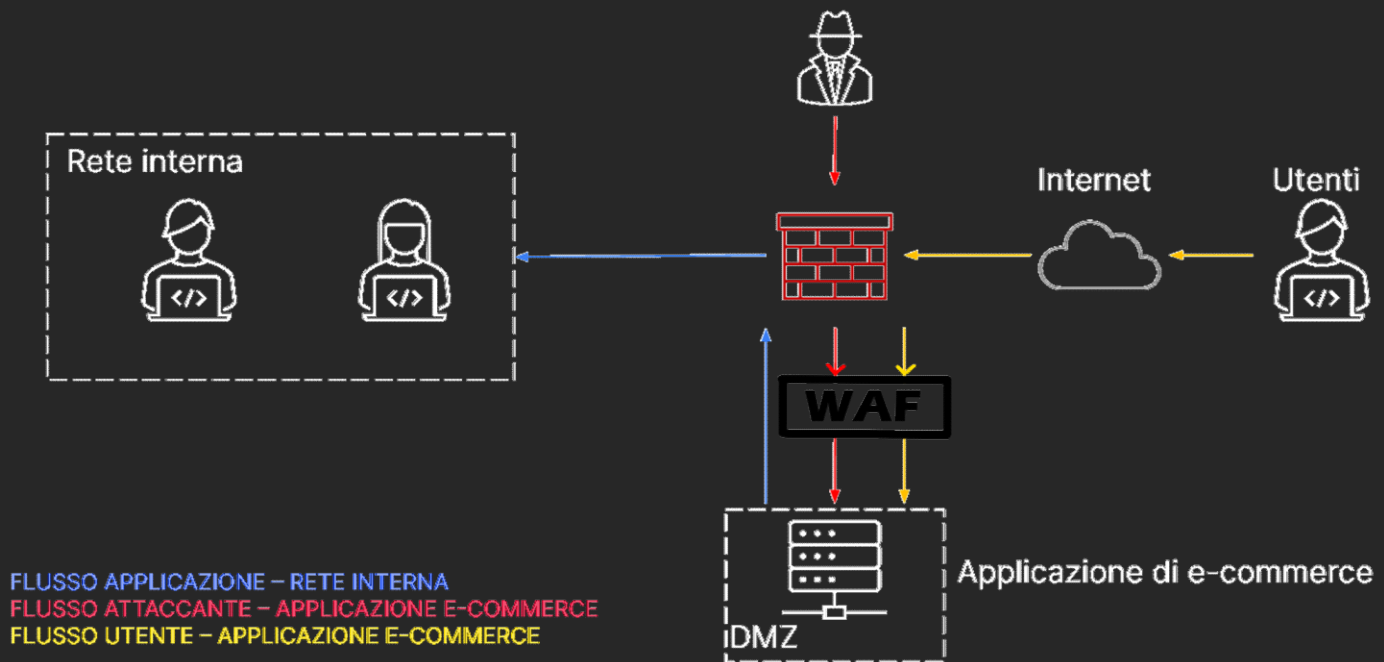 Rete interna
</>
</>
Internet
Utenti
</>
WAF
Applicazione di e-commerce
DMZ
FLUSSO APPLICAZIONE – RETE INTERNA
FLUSSO ATTACCANTE – APPLICAZIONE E-COMMERCE
FLUSSO UTENTE – APPLICAZIONE E-COMMERCE